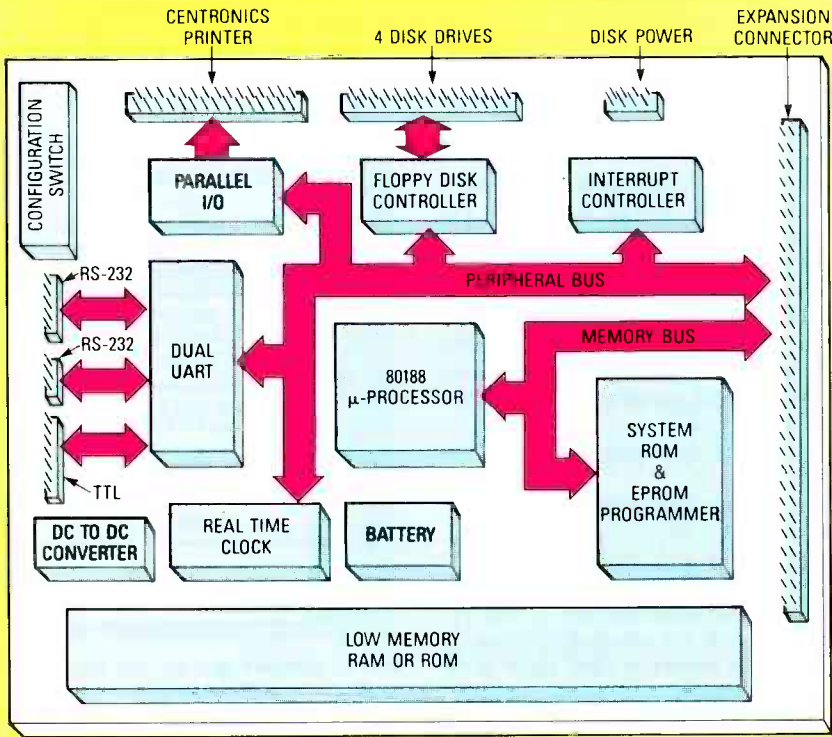 CENTRONICS
PRINTER
4 DISK DRIVES
DISK POWER
EXPANSION
CONNECTOR
CONFIGURATION
SWITCH
PARALLEL
I/O
FLOPPY DISK
CONTROLLER
INTERRUPT
CONTROLLER
RS-232
PERIPHERAL BUS
DUAL
UART
RS-232
MEMORY BUS
80188
μ-PROCESSOR
SYSTEM
ROM
&
EPROM
PROGRAMMER
TTL
DC TO DC
CONVERTER
REAL TIME
CLOCK
BATTERY
LOW MEMORY
RAM OR ROM